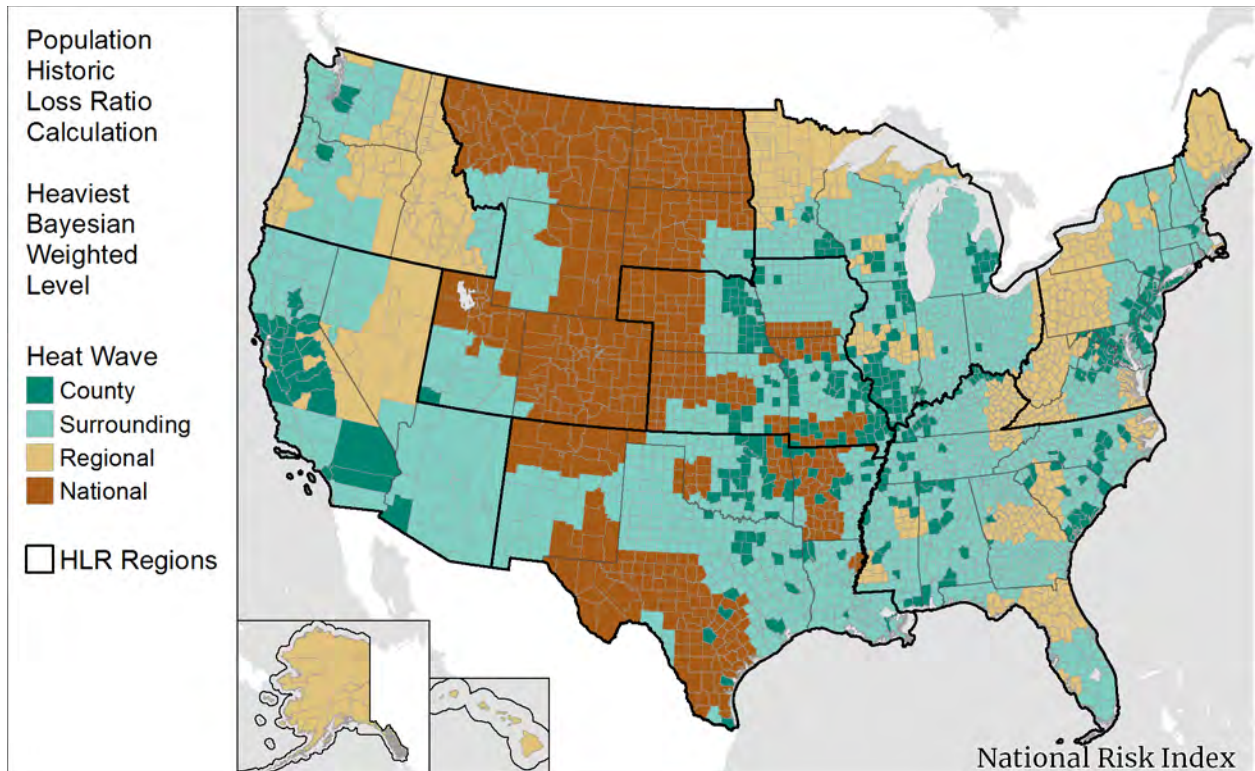 Population
Historic
Loss Ratio
Calculation
Heaviest
Bayesian
Weighted
Level
Heat Wave
County
Surrounding
Regional
National
HLR Regions
National Risk Index